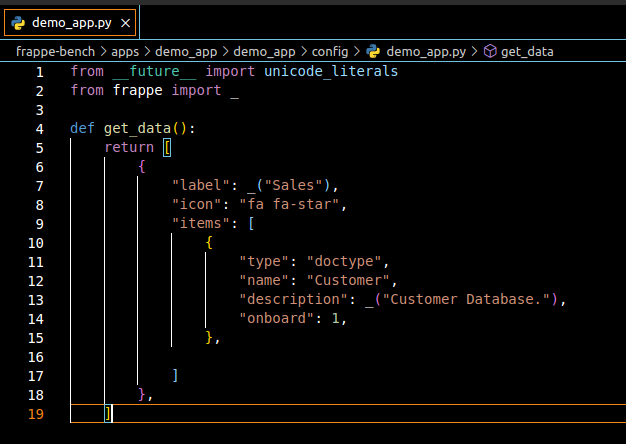 demo_app.py ×
frappe-bench > apps > demo_app > demo_app > config > demo_app.py > get_data
1 from __future__ import unicode_literals
2 from frappe import _
3
4 def get_data():
5     return [
6         {
7             "label": _("Sales"),
8             "icon": "fa fa-star",
9             "items": [
10                 {
11                     "type": "doctype",
12                     "name": "Customer",
13                     "description": _("Customer Database."),
14                     "onboard": 1,
15                 },
16
17             ]
18         },
19     ]